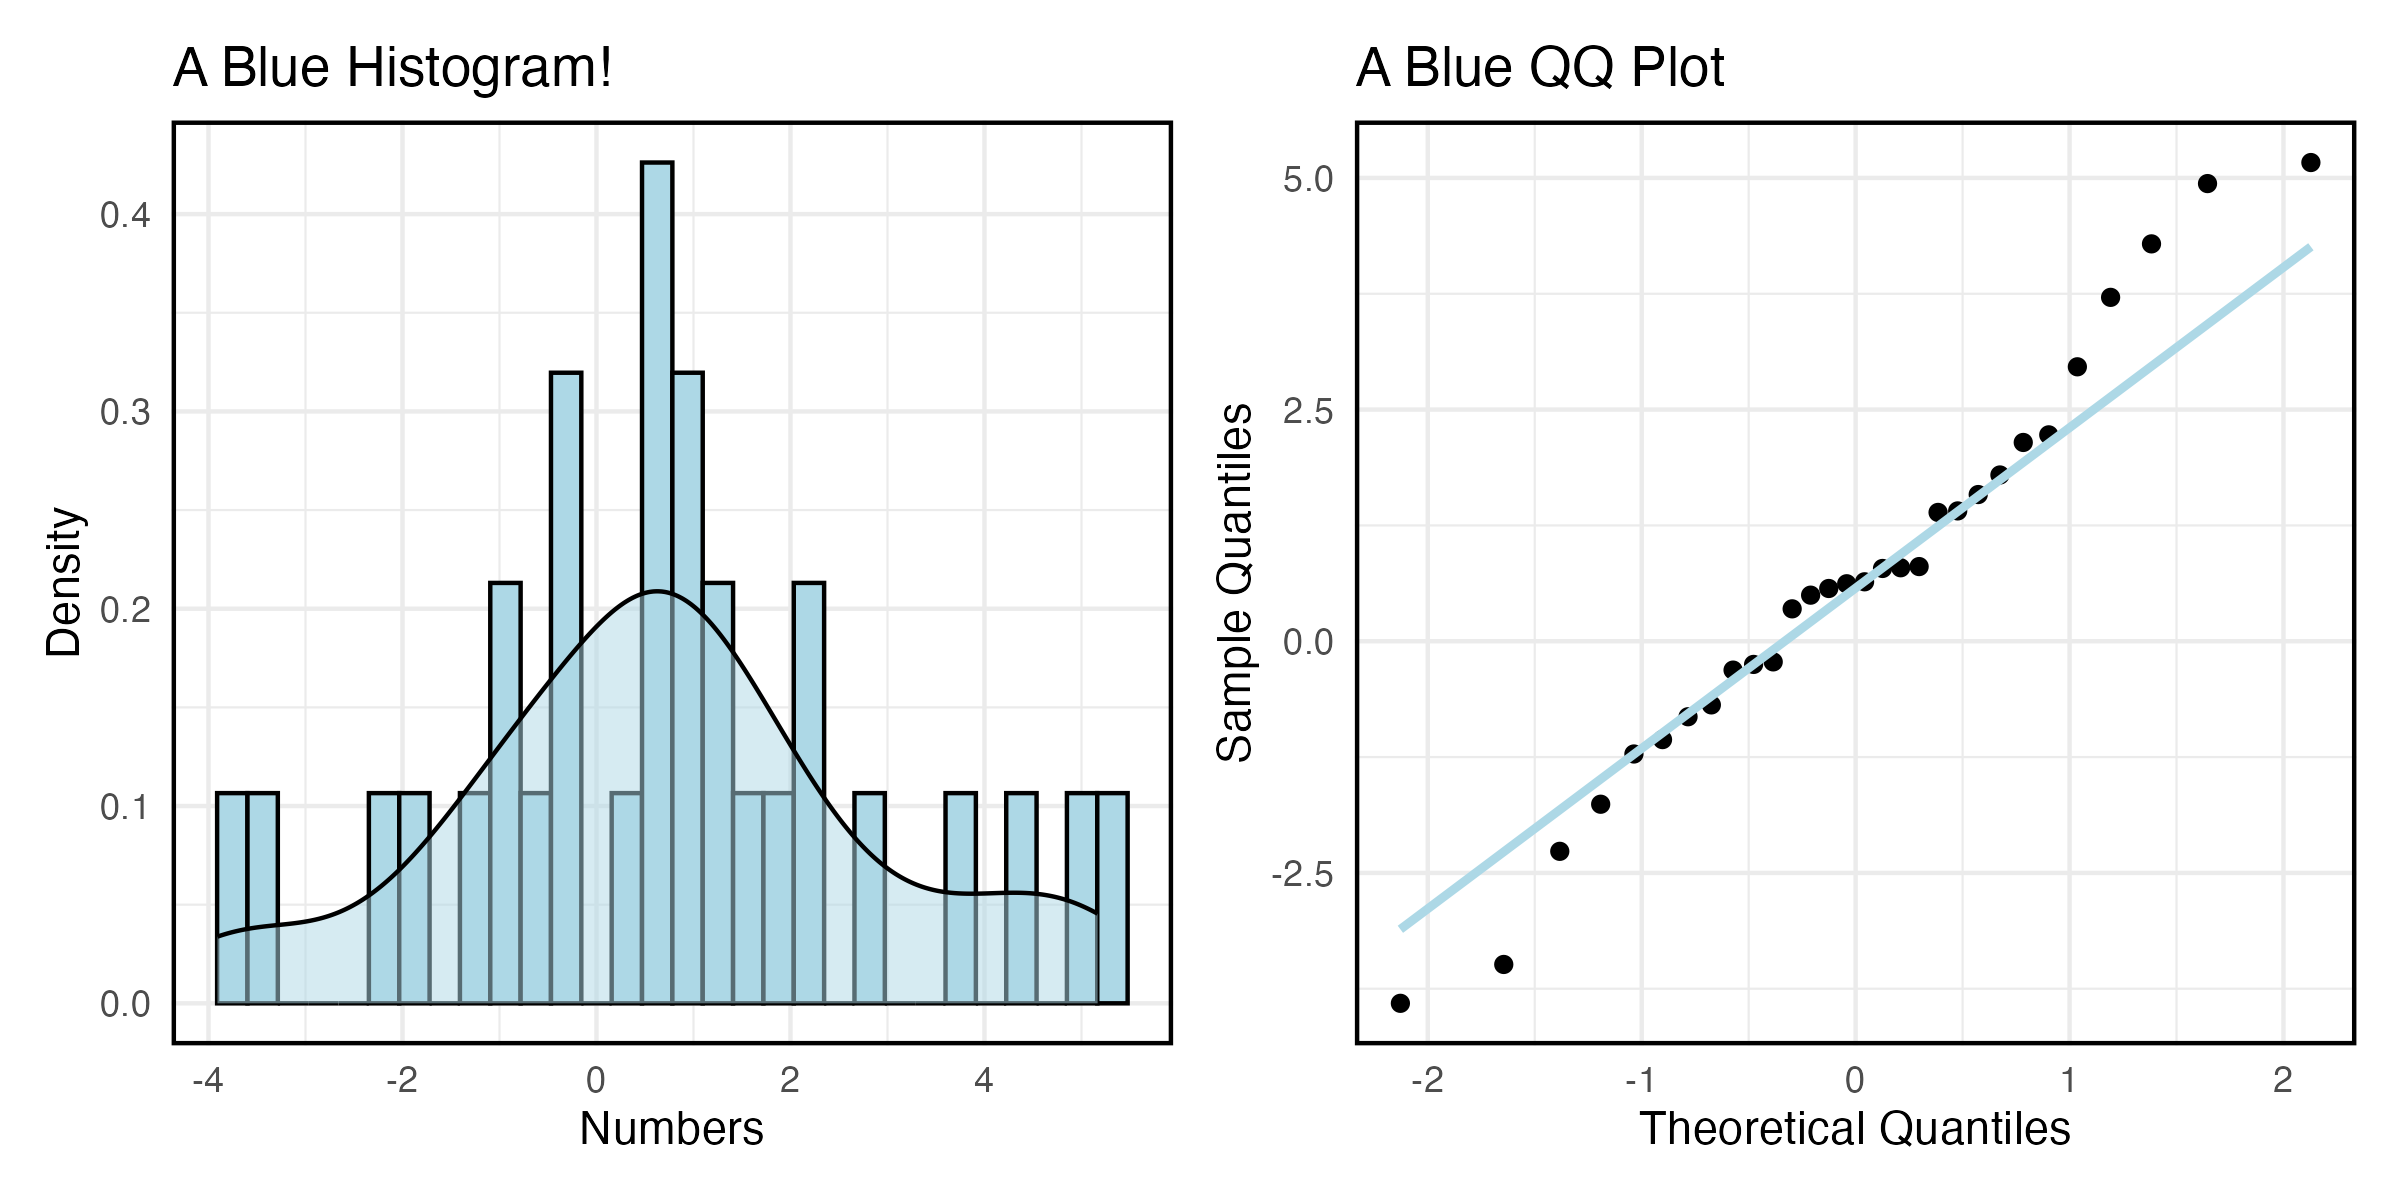 A Blue Histogram!
Density
0.4
0.3
0.2
0.1
0.0
-4 -2 0 2 4
Numbers
A Blue QQ Plot
Sample Quantiles
5.0
2.5
0.0
-2.5
-2 -1 0 1 2
Theoretical Quantiles